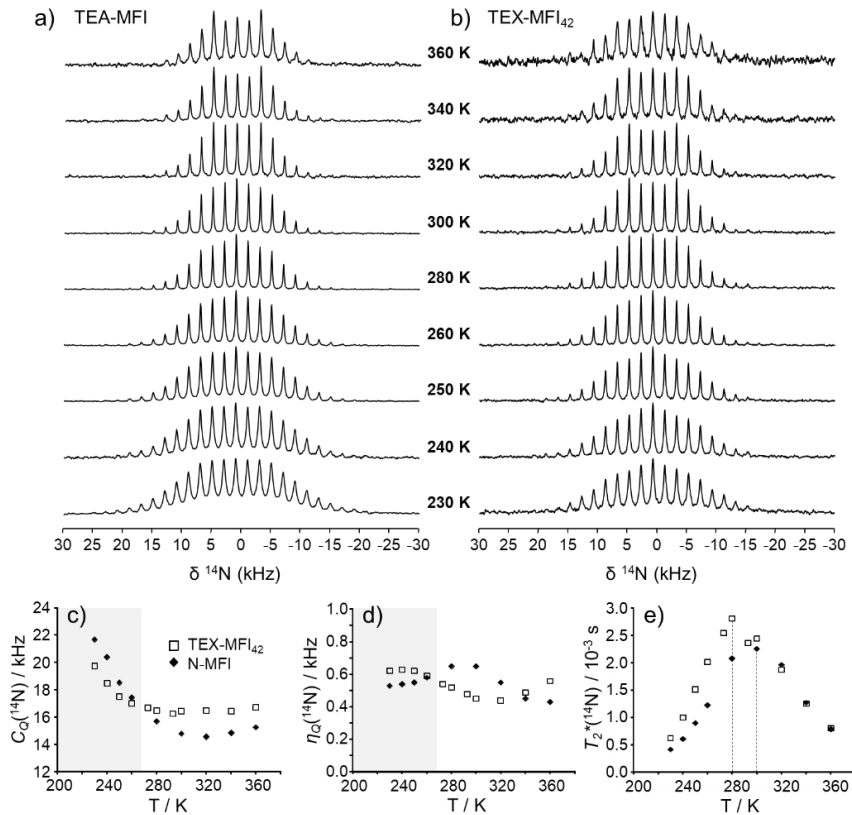 a) TEA-MFI
b) TEX-MFI42
360 K
340 K
320 K
300 K
280 K
260 K
250 K
240 K
230 K
30 25 20 15 10 5 0 -5 -10 -15 -20 -25 -30
δ 14N (kHz)
30 25 20 15 10 5 0 -5 -10 -15 -20 -25 -30
δ 14N (kHz)
c)
24
22
20
18
16
14
12
CQ(14N) / kHz
□ TEX-MFI42
◆ N-MFI
200 240 280 320 360
T / K
d)
1.0
0.8
0.6
0.4
0.2
0.0
ηQ(14N) / kHz
200 240 280 320 360
T / K
e)
3.0
2.5
2.0
1.5
1.0
0.5
0.0
T2*(14N) / 10-3 s
200 240 280 320 360
T / K